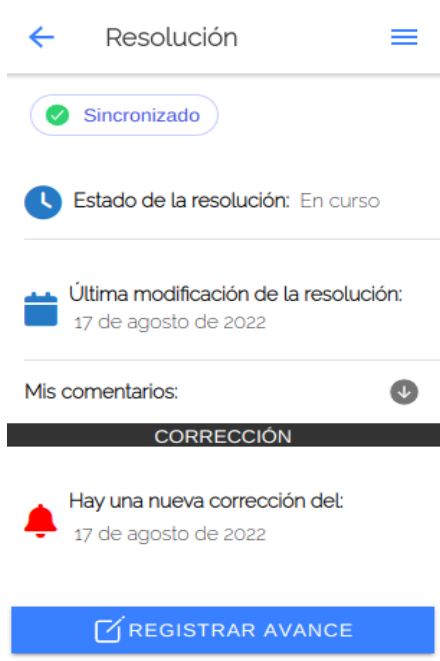 Resolución
Sincronizado
Estado de la resolución: En curso
Última modificación de la resolución:
17 de agosto de 2022
Mis comentarios:
CORRECCIÓN
Hay una nueva corrección del:
17 de agosto de 2022
REGISTRAR AVANCE